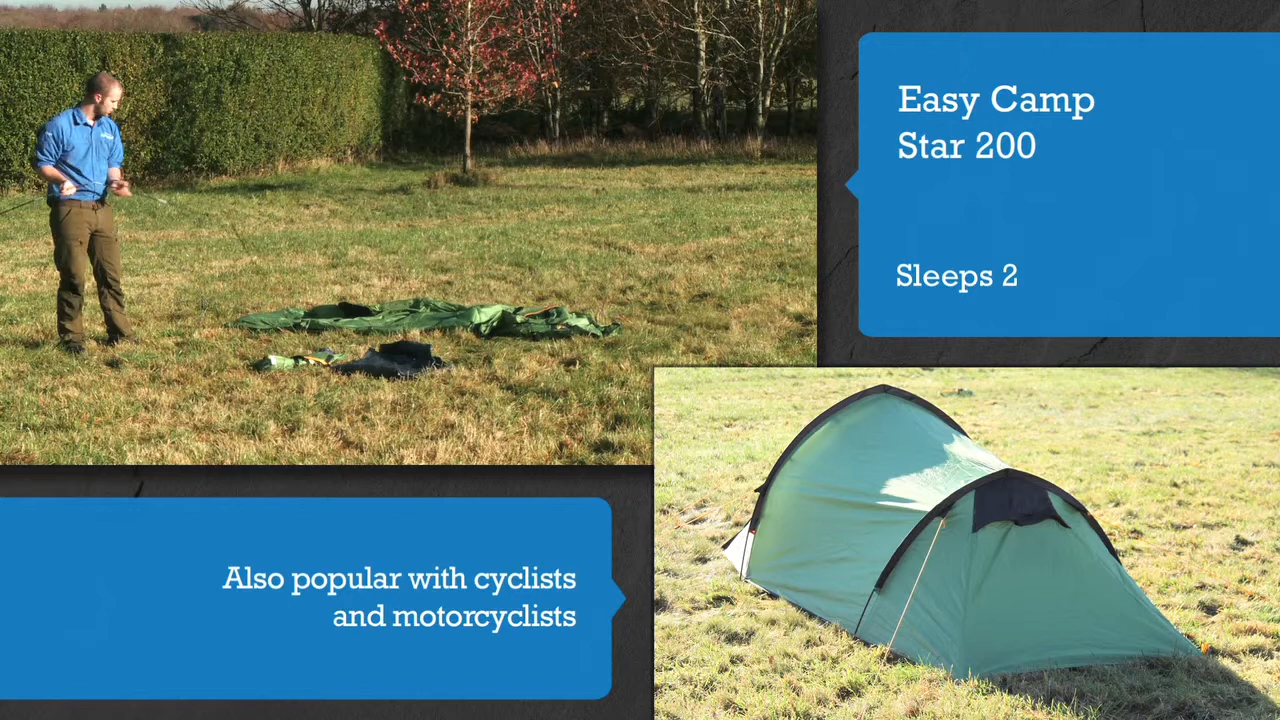 Easy Camp
Star 200
Sleeps 2
Also popular with cyclists
and motorcyclists